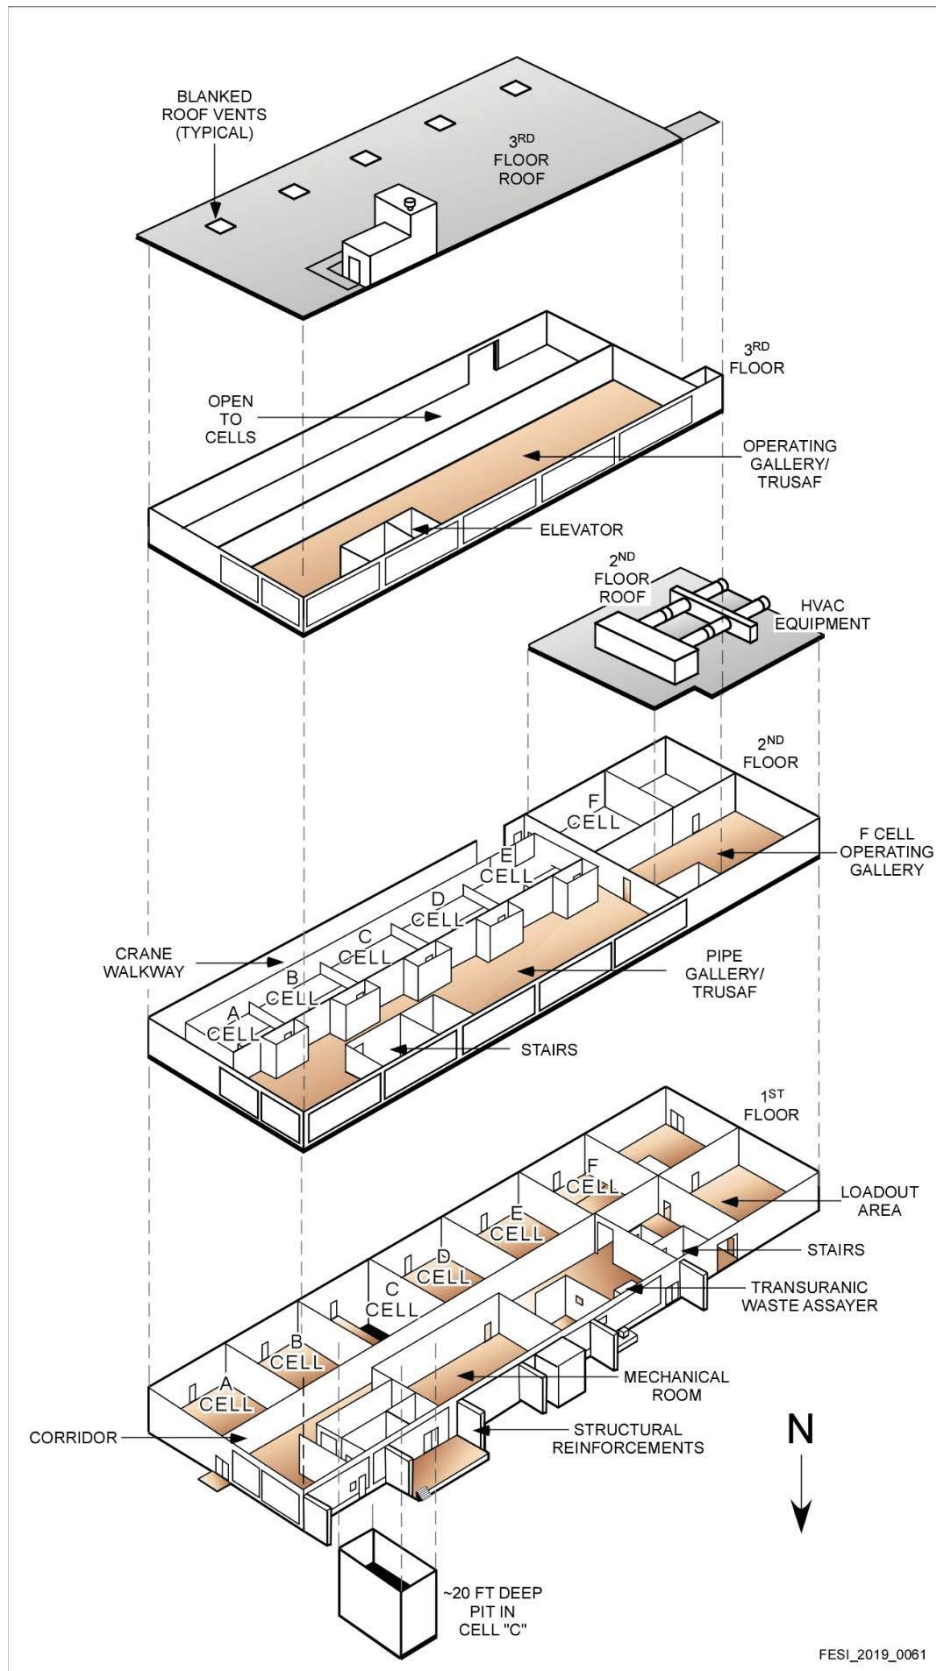 BLANKED
ROOF VENTS
(TYPICAL)
3RD
FLOOR
ROOF
3RD
FLOOR
OPEN
TO
CELLS
OPERATING
GALLERY/
TRUSAF
ELEVATOR
2ND
FLOOR
ROOF
HVAC
EQUIPMENT
2ND
FLOOR
F
CELL
F CELL
OPERATING
GALLERY
E
CELL
D
CELL
C
CELL
B
CELL
A
CELL
CRANE
WALKWAY
PIPE
GALLERY/
TRUSAF
STAIRS
1ST
FLOOR
F
CELL
LOADOUT
AREA
E
CELL
STAIRS
D
CELL
TRANSURANIC
WASTE ASSAYER
C
CELL
B
CELL
A
CELL
MECHANICAL
ROOM
CORRIDOR
STRUCTURAL
REINFORCEMENTS
N
~20 FT DEEP
PIT IN
CELL "C"
FESI_2019_0061